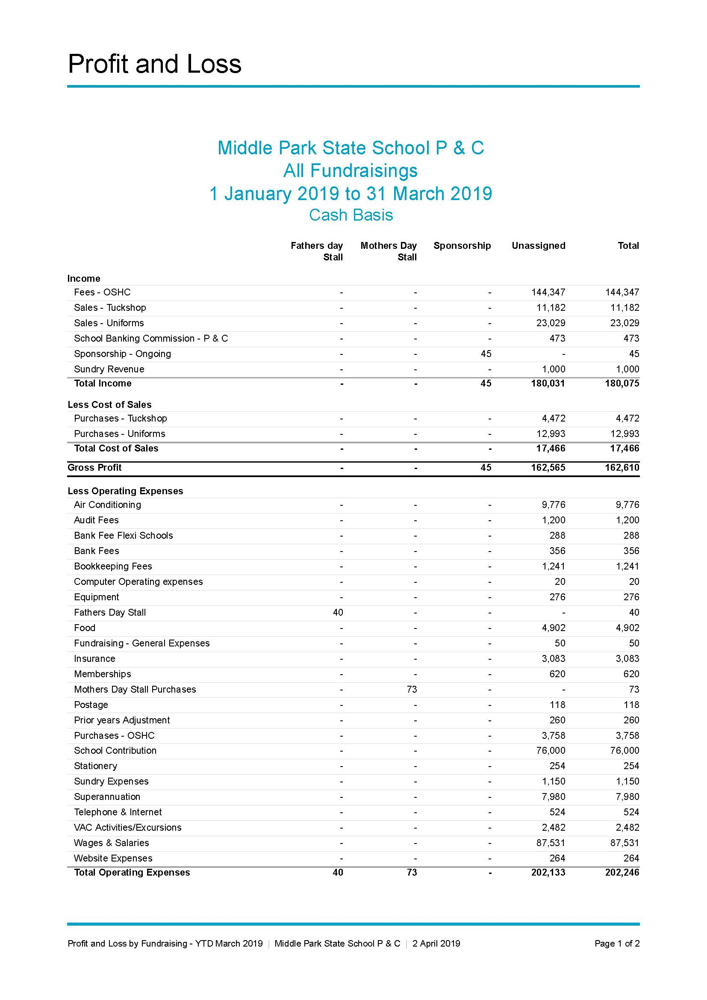 Profit and Loss
Middle Park State School P & C
All Fundraisings
1 January 2019 to 31 March 2019
Cash Basis
Fathers day Stall Mothers Day Stall Sponsorship Unassigned Total
Income
Fees - OSHC - - - 144,347 144,347
Sales - Tuckshop - - - 11,182 11,182
Sales - Uniforms - - - 23,029 23,029
School Banking Commission - P & C - - - 473 473
Sponsorship - Ongoing - - 45 - 45
Sundry Revenue - - - 1,000 1,000
Total Income - - 45 180,031 180,075
Less Cost of Sales
Purchases - Tuckshop - - - 4,472 4,472
Purchases - Uniforms - - - 12,993 12,993
Total Cost of Sales - - - 17,466 17,466
Gross Profit - - 45 162,565 162,610
Less Operating Expenses
Air Conditioning - - - 9,776 9,776
Audit Fees - - - 1,200 1,200
Bank Fee Flexi Schools - - - 288 288
Bank Fees - - - 356 356
Bookkeeping Fees - - - 1,241 1,241
Computer Operating expenses - - - 20 20
Equipment - - - 276 276
Fathers Day Stall 40 - - - 40
Food - - - 4,902 4,902
Fundraising - General Expenses - - - 50 50
Insurance - - - 3,083 3,083
Memberships - - - 620 620
Mothers Day Stall Purchases - 73 - - 73
Postage - - - 118 118
Prior years Adjustment - - - 260 260
Purchases - OSHC - - - 3,758 3,758
School Contribution - - - 76,000 76,000
Stationery - - - 254 254
Sundry Expenses - - - 1,150 1,150
Superannuation - - - 7,980 7,980
Telephone & Internet - - - 524 524
VAC Activities/Excursions - - - 2,482 2,482
Wages & Salaries - - - 87,531 87,531
Website Expenses - - - 264 264
Total Operating Expenses 40 73 - 202,133 202,246
Profit and Loss by Fundraising - YTD March 2019 | Middle Park State School P & C | 2 April 2019 Page 1 of 2